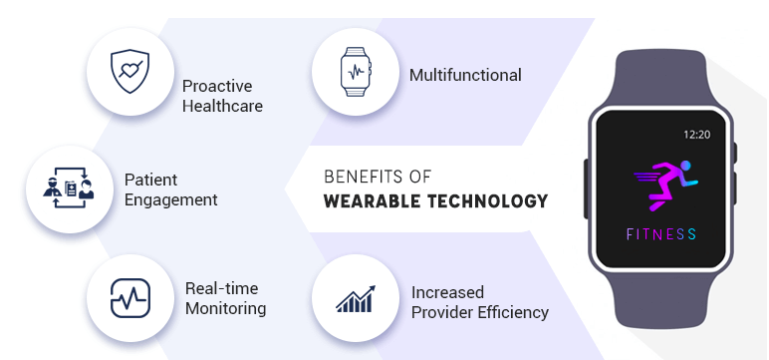 Proactive
Healthcare
Multifunctional
Patient
Engagement
BENEFITS OF
WEARABLE TECHNOLOGY
12:20
FITNESS
Real-time
Monitoring
Increased
Provider Efficiency